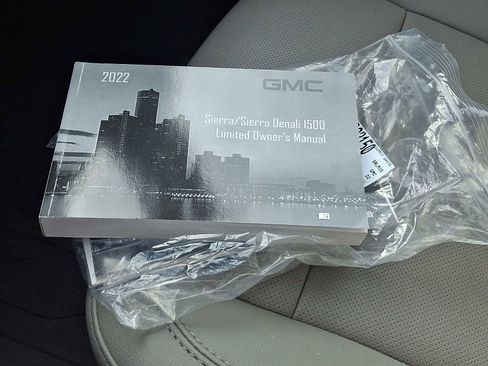 2022
GMC
Sierra/Sierra Denali 1500
Limited Owner's Manual